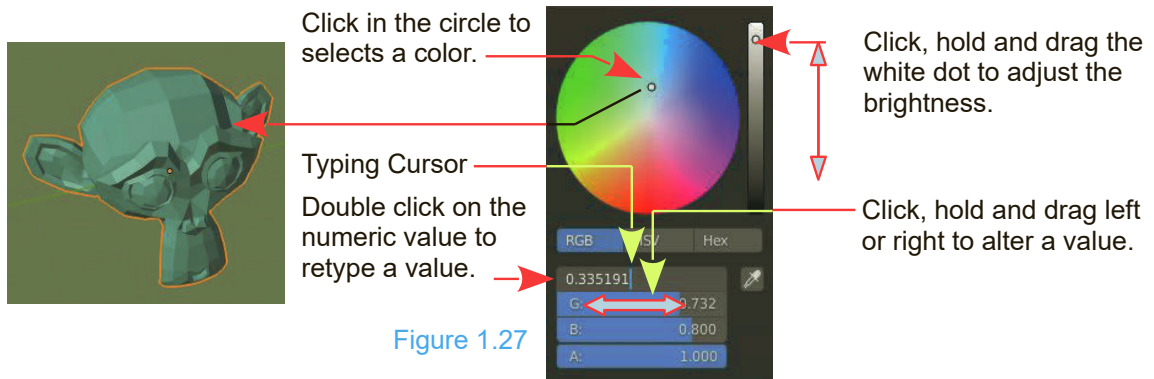 Click in the circle to
selects a color.
Typing Cursor
Double click on the
numeric value to
retype a value.
Figure 1.27
RGB
Hex
0.335191
G:
B: 0.800
A: 1.000
Click, hold and drag the
white dot to adjust the
brightness.
Click, hold and drag left
or right to alter a value.